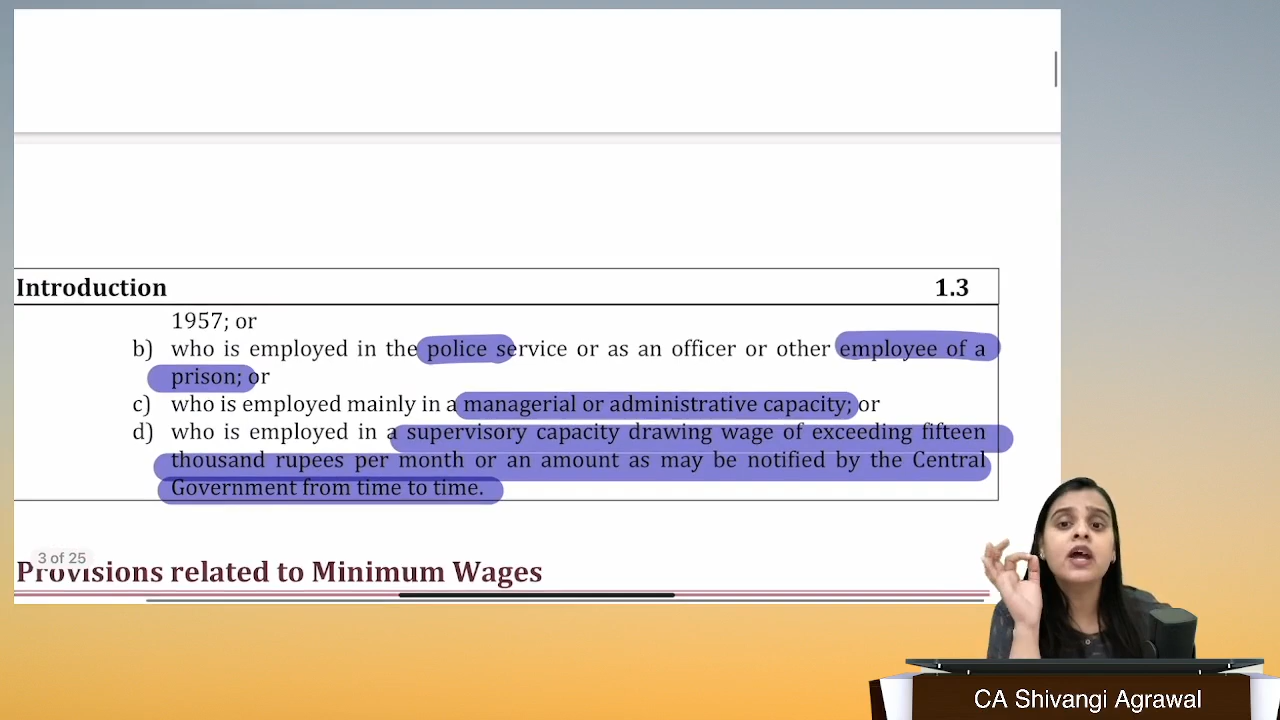 Introduction 1.3
1957; or
b) who is employed in the police service or as an officer or other employee of a
prison; or
c) who is employed mainly in a managerial or administrative capacity; or
d) who is employed in a supervisory capacity drawing wage of exceeding fifteen
thousand rupees per month or an amount as may be notified by the Central
Government from time to time.
3 of 25
Provisions related to Minimum Wages
CA Shivangi Agrawal